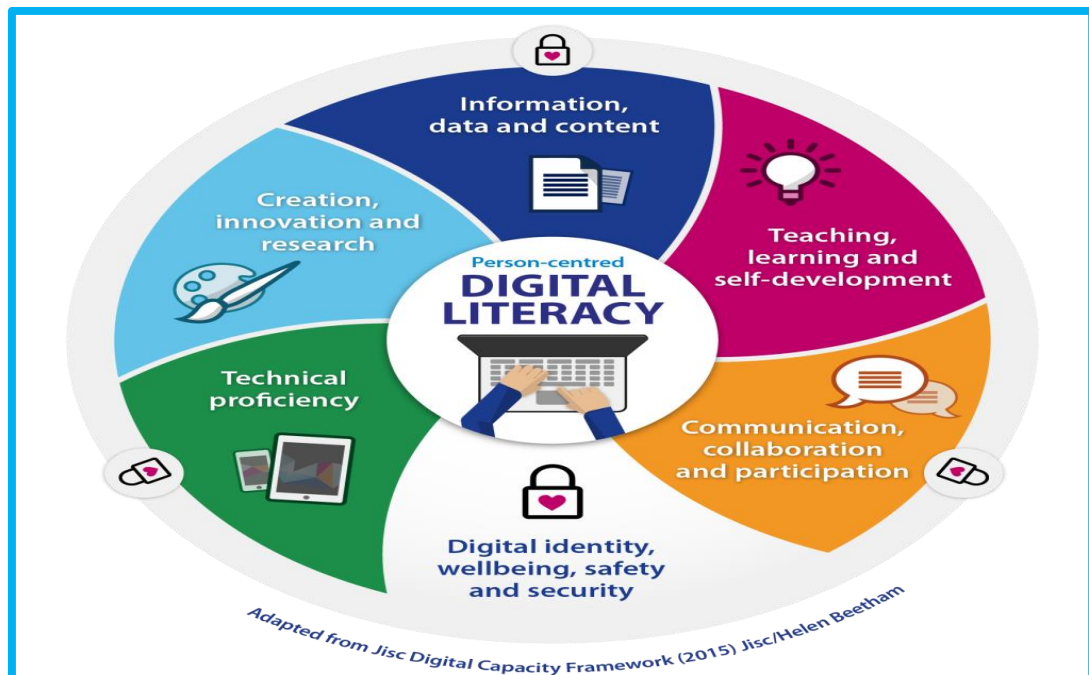 Information,
data and content
Teaching,
learning and
self-development
Communication,
collaboration
and participation
Digital identity,
wellbeing, safety
and security
Technical
proficiency
Creation,
innovation and
research
Person-centred
DIGITAL
LITERACY
Adapted from Jisc Digital Capacity Framework (2015) Jisc/Helen Beetham